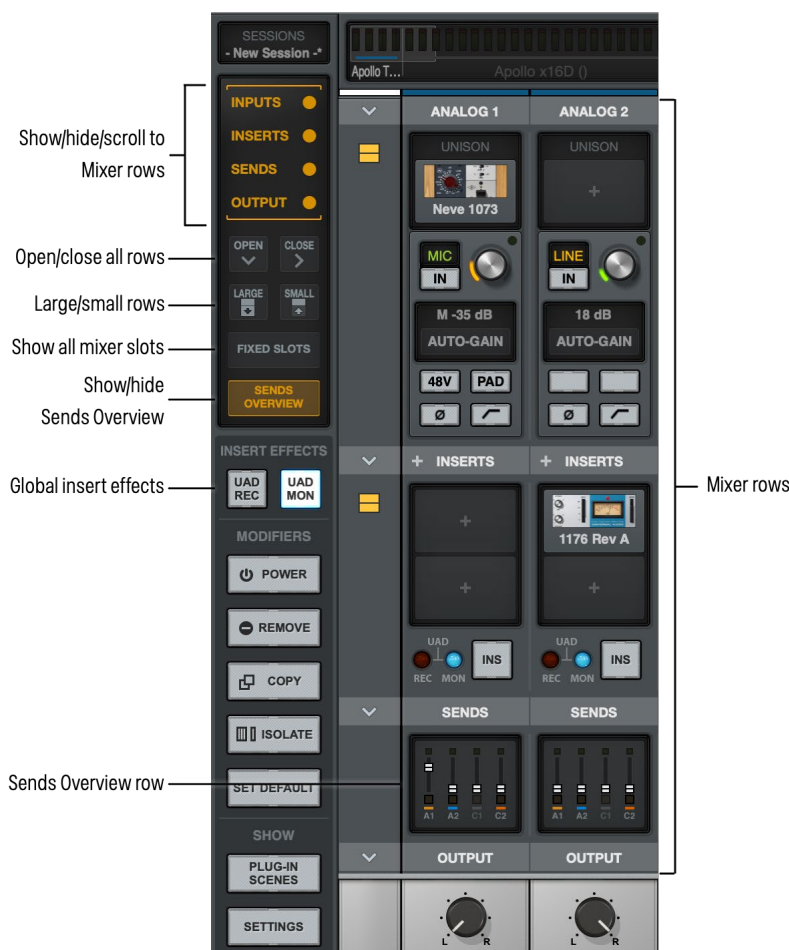 SESSIONS
- New Session -*
Apollo T...
Apollo x16D ()
Show/hide/scroll to
Mixer rows
INPUTS
INSERTS
SENDS
OUTPUT
Open/close all rows
OPEN
CLOSE
Large/small rows
LARGE
SMALL
Show all mixer slots
FIXED SLOTS
Show/hide
Sends Overview
SENDS
OVERVIEW
INSERT EFFECTS
Global insert effects
UAD
REC
UAD
MON
MODIFIERS
POWER
REMOVE
COPY
ISOLATE
Sends Overview row
SET DEFAULT
SHOW
PLUG-IN
SCENES
SETTINGS
ANALOG 1
ANALOG 2
UNISON
UNISON
+
Neve 1073
MIC
IN
LINE
IN
M -35 dB
18 dB
AUTO-GAIN
AUTO-GAIN
48V
PAD
Ø
Ø
+ INSERTS
+ INSERTS
+
1176 Rev A
+
+
UAD
REC
MON
INS
UAD
REC
MON
INS
SENDS
SENDS
A1 A2 C1 C2
A1 A2 C1 C2
OUTPUT
OUTPUT
L R
L R
Mixer rows